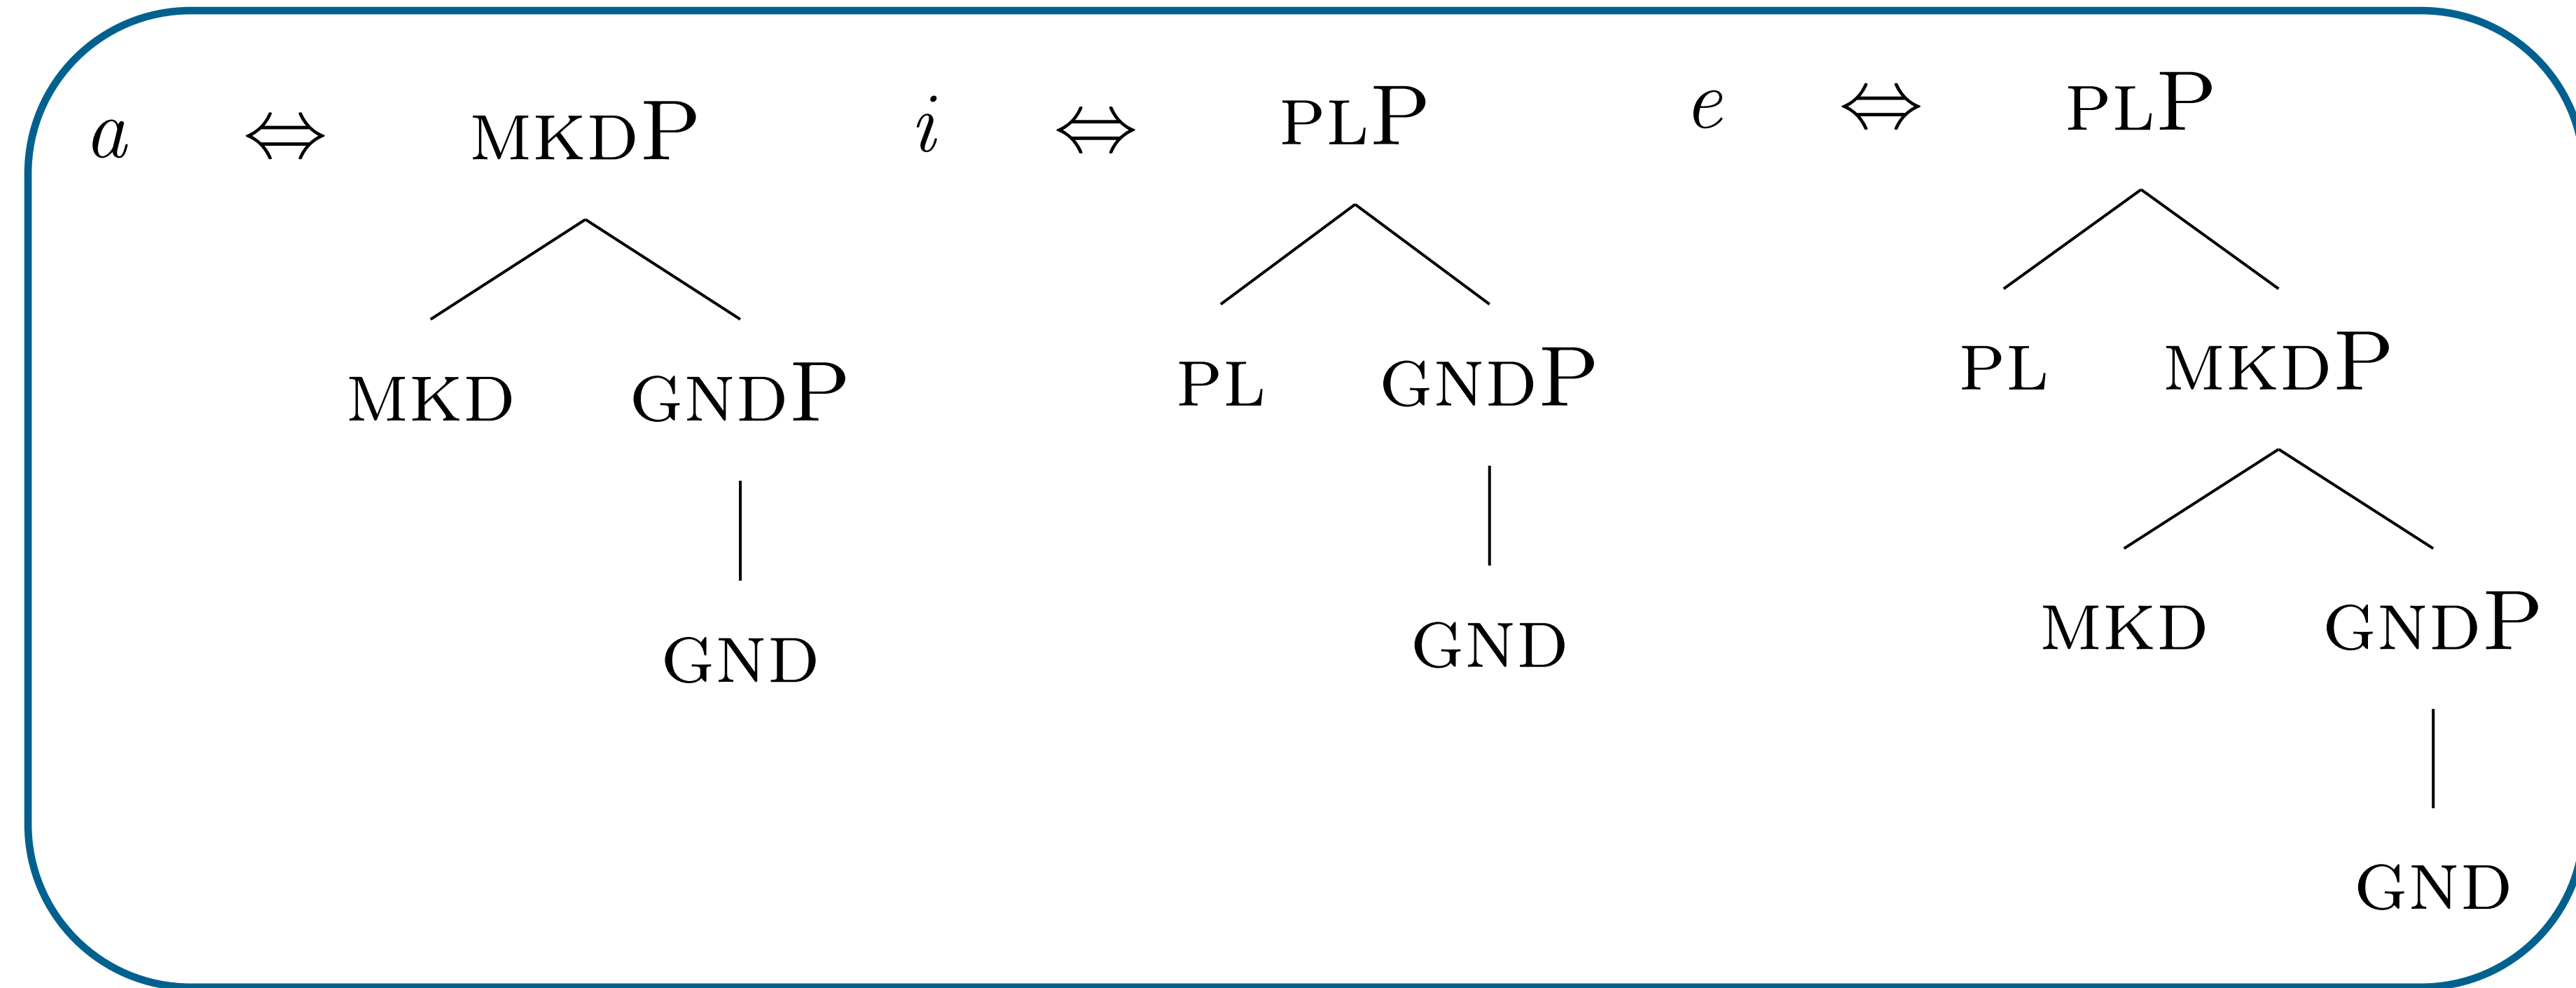 a ⇔ MKDP i ⇔ PLP e ⇔ PLP
MKD GNDP PL GNDP PL MKDP
GND GND MKD GNDP
GND